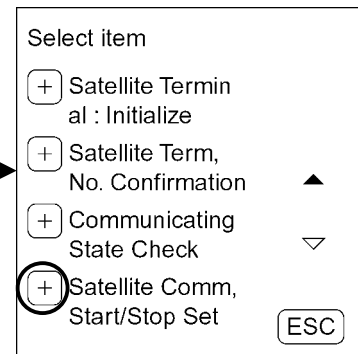 Select item
+ Satellite Termin
al : Initialize
+ Satellite Term,
No. Confirmation
+ Communicating
State Check
+ Satellite Comm,
Start/Stop Set
ESC